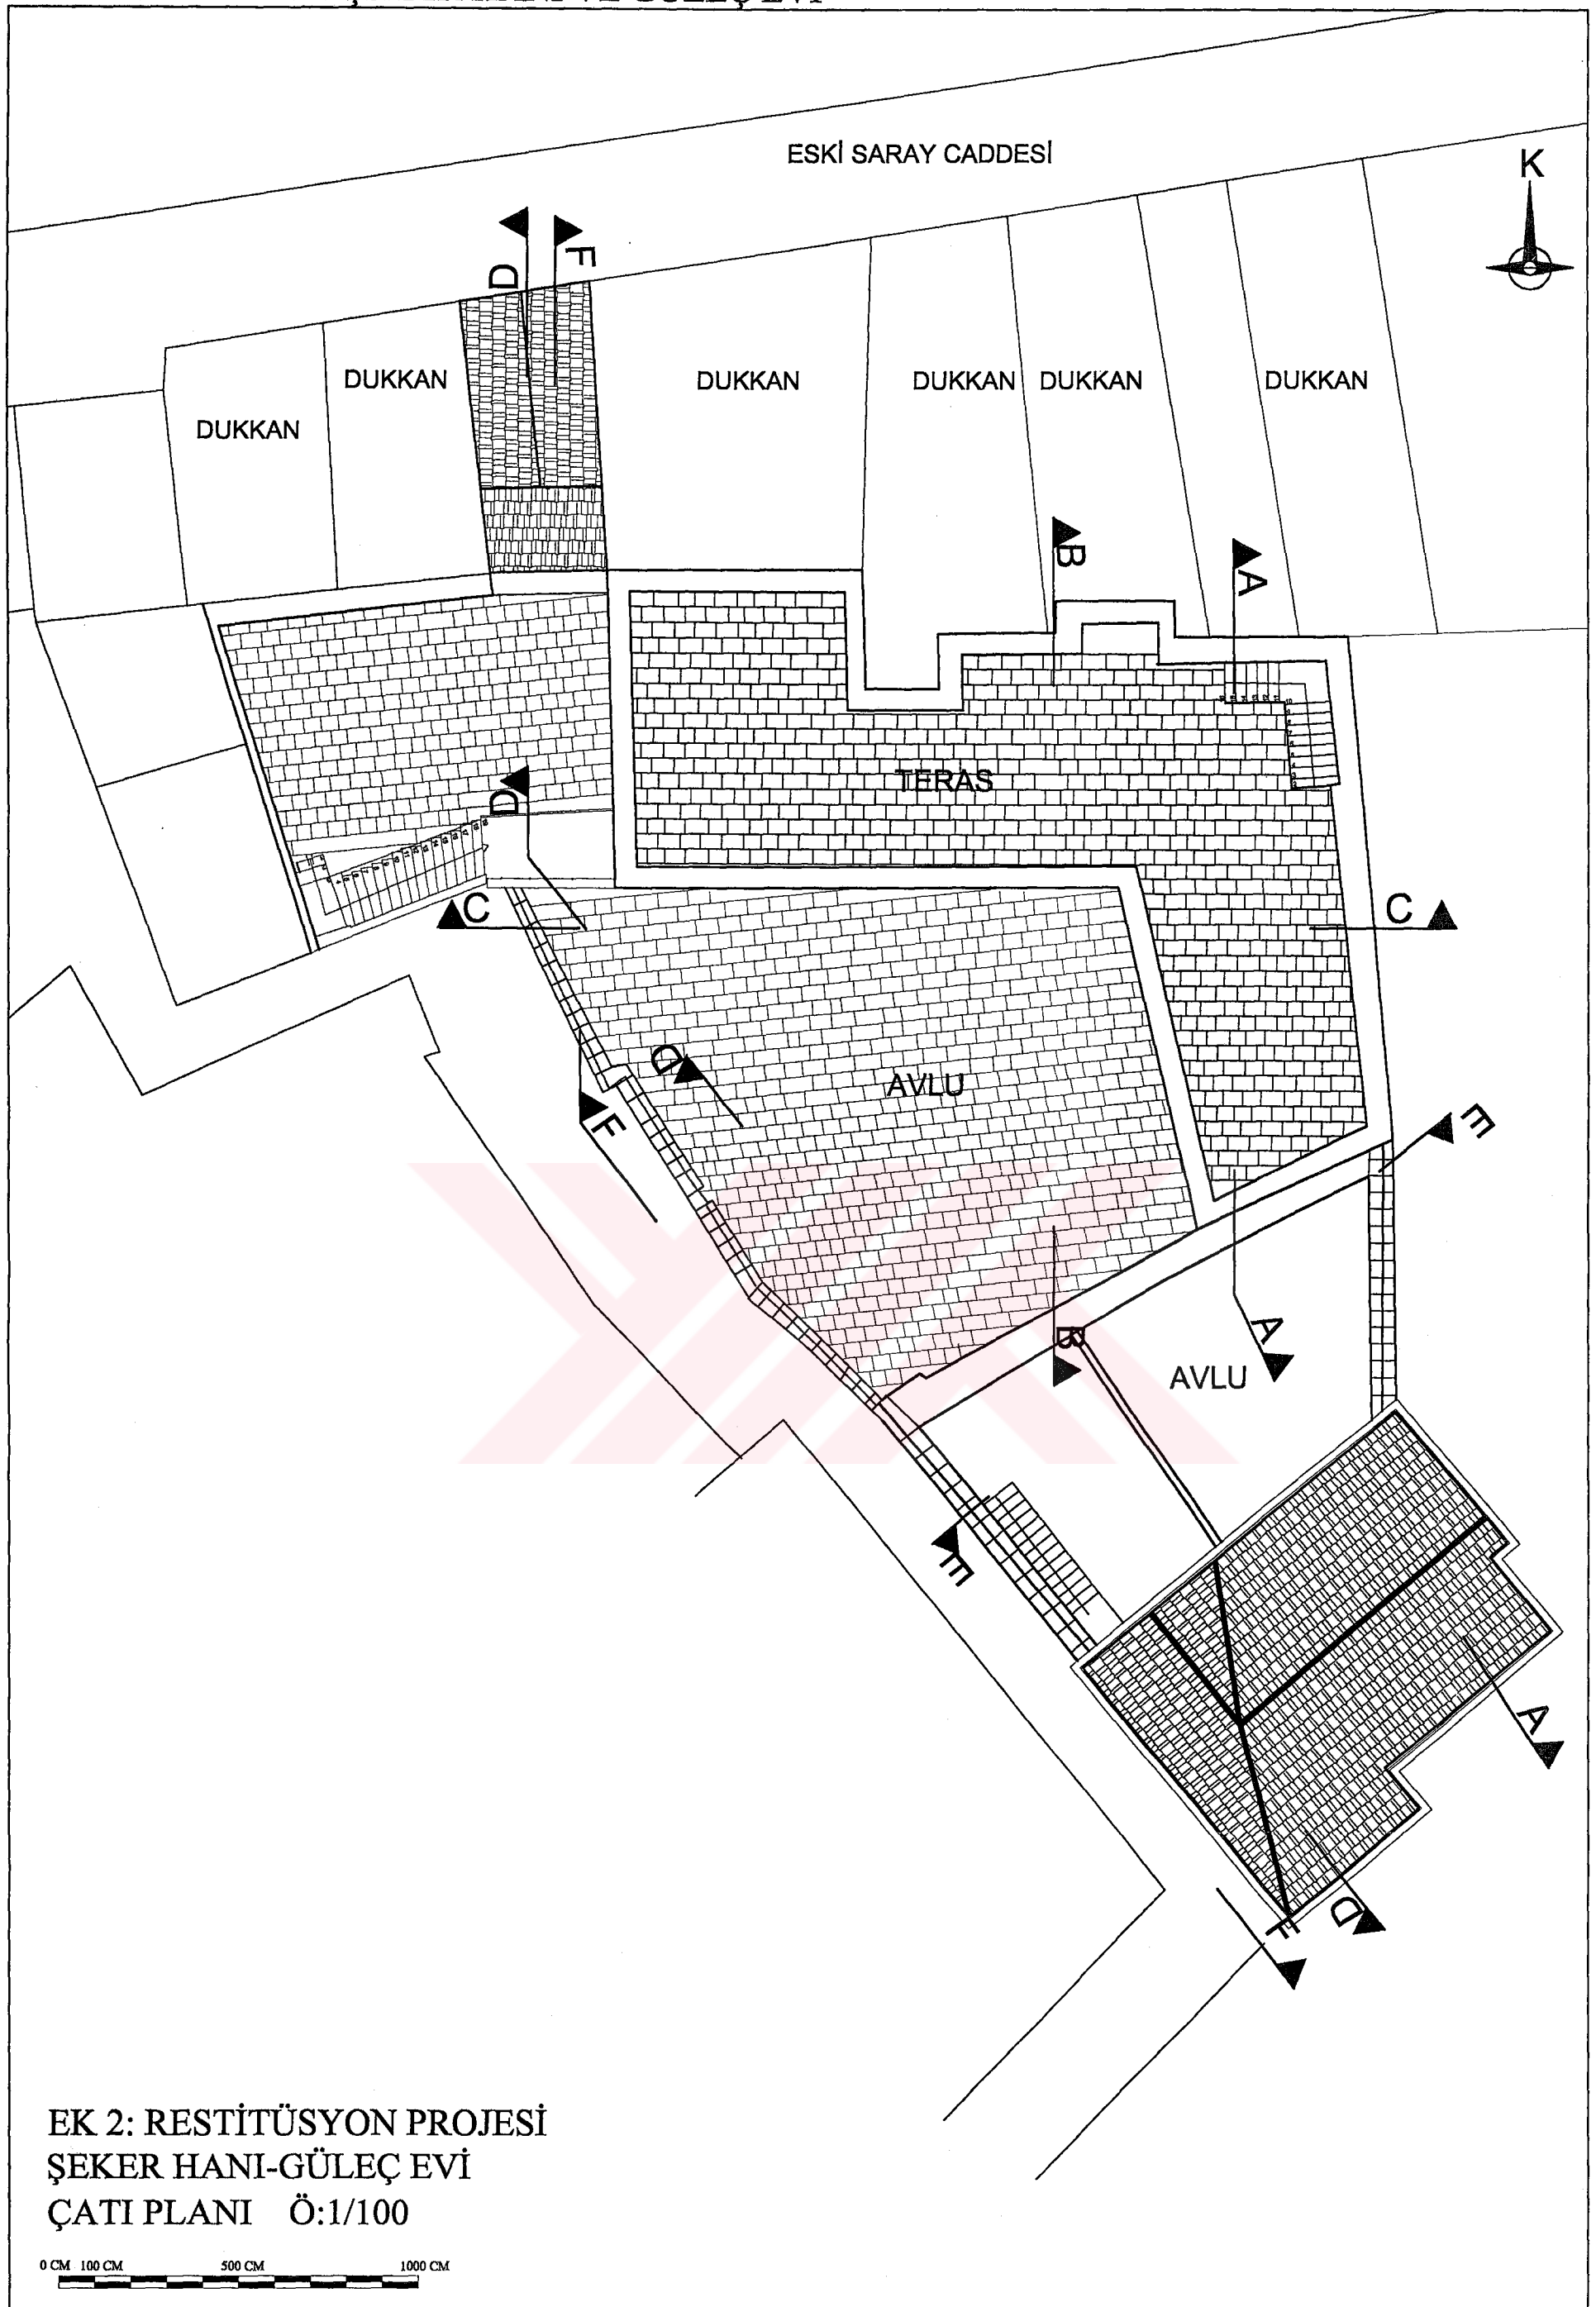 ESKİ SARAY CADDESİ
K
D
F
DUKKAN
DUKKAN
DUKKAN
DUKKAN
DUKKAN
DUKKAN
B
A
TERAS
D
C
C
D
AVLU
F
E
B
A
AVLU
E
A
D
F
EK 2: RESTİTÜSYON PROJESİ
ŞEKER HANI-GÜLEÇ EVİ
ÇATI PLANI Ö:1/100
0 CM 100 CM 500 CM 1000 CM